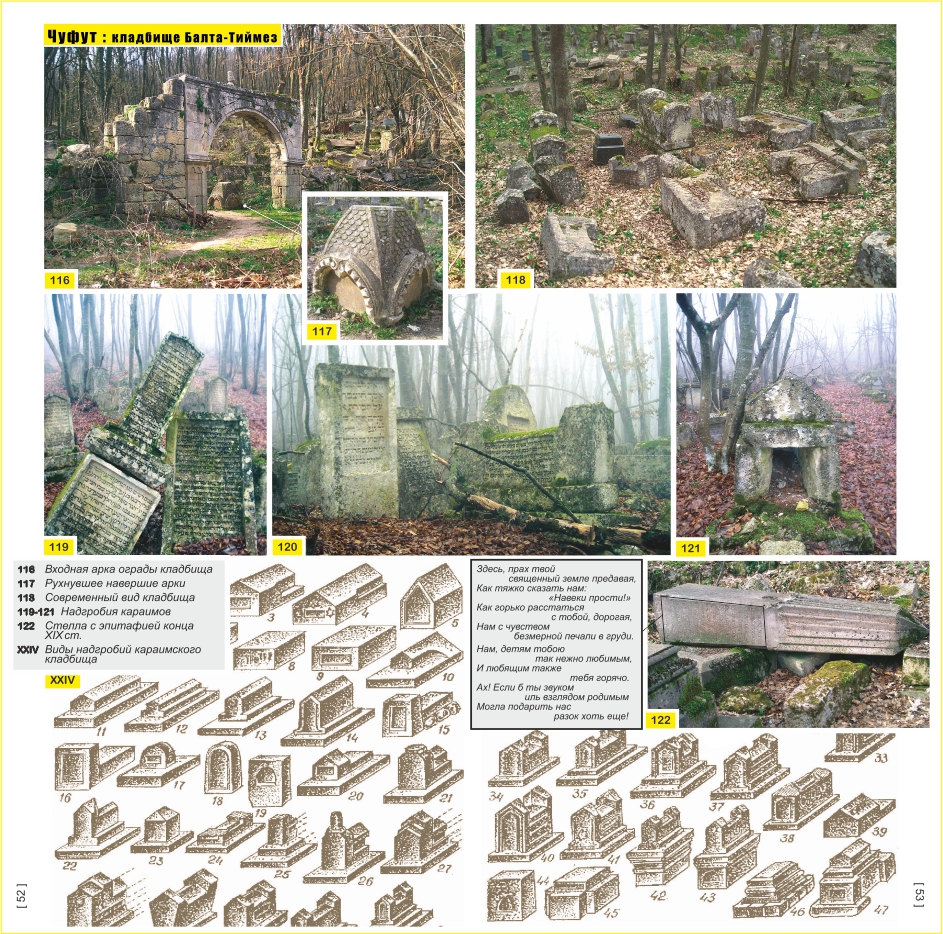 Чуфут : кладбище Балта-Тиймез
116
117
118
119
120
121
116 Входная арка ограды кладбища
117 Рухнувшее навершие арки
118 Современный вид кладбища
119-121 Надгробия караимов
122 Стелла с эпитафией конца
XIX ст.
XXIV Виды надгробий караимского
кладбища
XXIV
Здесь, прах твой
священный земле предавая,
Как тяжко сказать нам:
«Навеки прости!»
Как горько расстаться
с тобой, дорогая,
Нам с чувством
безмерной печали в груди.
Нам, детям тобою
так нежно любимым,
И любящим также
тебя горячо.
Ах! Если б ты звуком
иль взглядом родимым
Могла подарить нас
разок хоть еще!
122
3 4 5
8 9 10
11 12 13 14 15
16 17 18 19 20 21
22 23 24 25 26 27
33
34 35 36 37 38 39
40 41 42 43
44 45 46 47
[ 52 ]
[ 53 ]